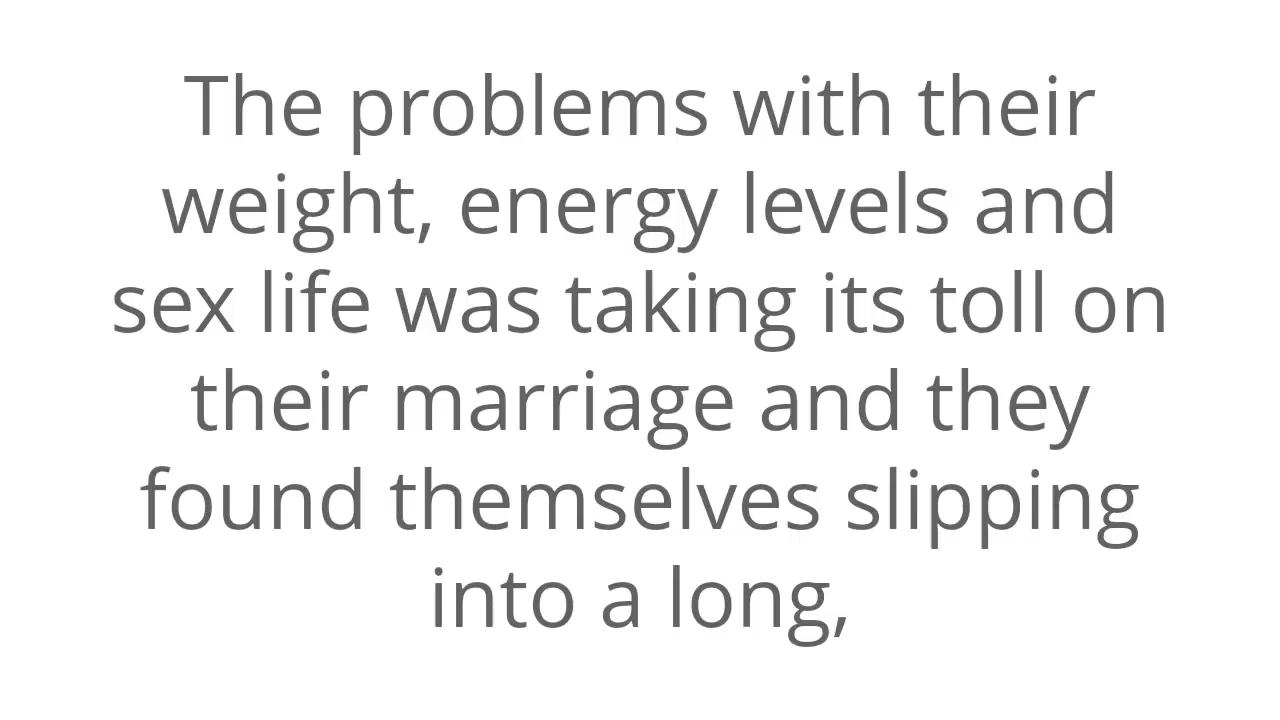 The problems with their
weight, energy levels and
sex life was taking its toll on
their marriage and they
found themselves slipping
into a long,